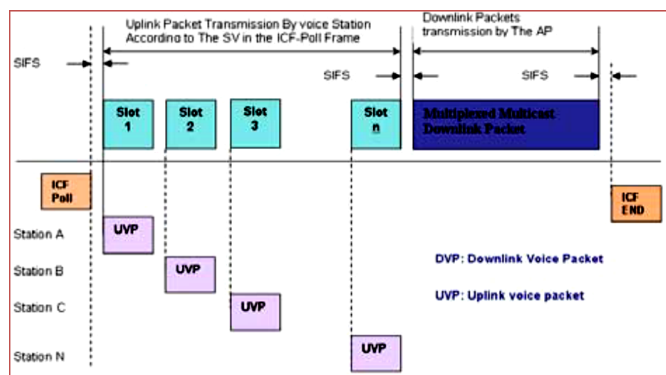 Uplink Packet Transmission By voice Station
According to The SV in the ICF-Poll Frame
Downlink Packets
transmission by The AP
SIFS
SIFS
SIFS
Slot
1
Slot
2
Slot
3
Slot
n
Multiplexed Multicast
Downlink Packet
ICF
Poll
ICF
END
Station A
UVP
Station B
UVP
DVP: Downlink Voice Packet
UVP: Uplink voice packet
Station C
UVP
Station N
UVP